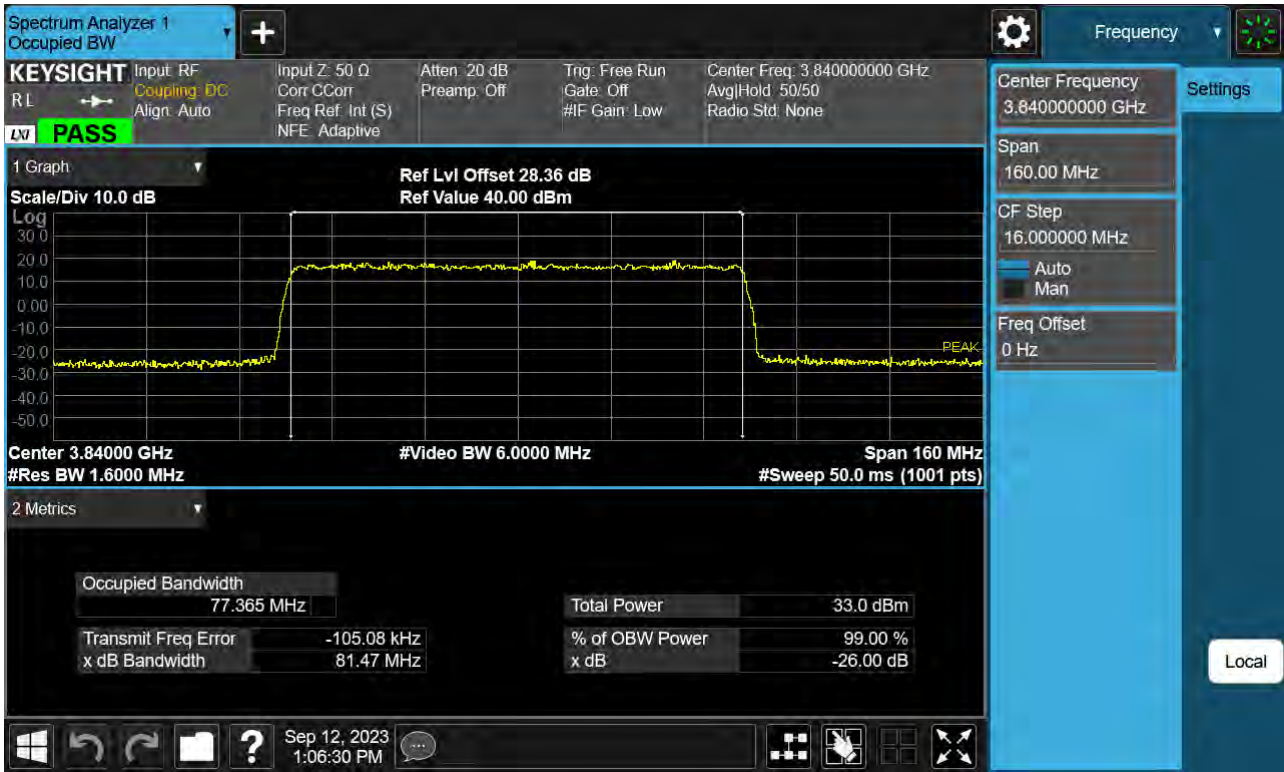 Spectrum Analyzer 1
Occupied BW
Frequency
KEYSIGHT
RL
LXI
PASS
Input: RF
Coupling: DC
Align: Auto
Input Z: 50 Ω
Corr CCorr
Freq Ref: Int (S)
NFE: Adaptive
Atten: 20 dB
Preamp: Off
Trig: Free Run
Gate: Off
#IF Gain: Low
Center Freq: 3.840000000 GHz
Avg|Hold: 50/50
Radio Std: None
Center Frequency
3.840000000 GHz
Settings
Span
160.00 MHz
CF Step
16.000000 MHz
Auto
Man
Freq Offset
0 Hz
Local
1 Graph
Scale/Div 10.0 dB
Ref Lvl Offset 28.36 dB
Ref Value 40.00 dBm
Log
30.0
20.0
10.0
0.00
-10.0
-20.0
-30.0
-40.0
-50.0
PEAK
Center 3.84000 GHz
#Video BW 6.0000 MHz
Span 160 MHz
#Res BW 1.6000 MHz
#Sweep 50.0 ms (1001 pts)
2 Metrics
Occupied Bandwidth
77.365 MHz
Total Power 33.0 dBm
Transmit Freq Error -105.08 kHz
% of OBW Power 99.00 %
x dB Bandwidth 81.47 MHz
x dB -26.00 dB
?
Sep 12, 2023
1:06:30 PM